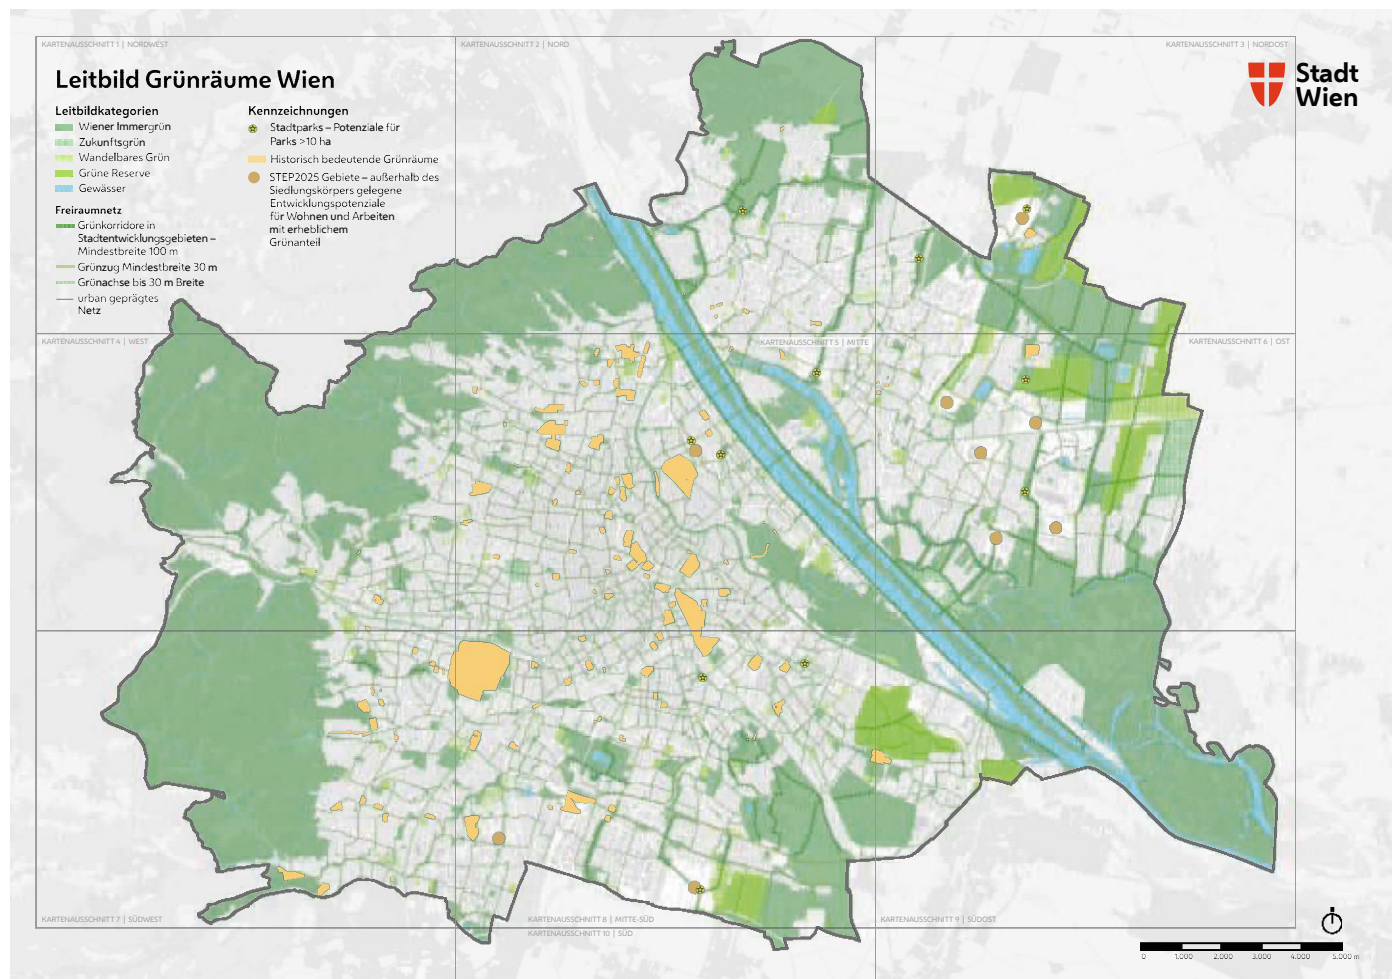 KARTENAUSSCHNITT 1 | NORDWEST
KARTENAUSSCHNITT 2 | NORD
KARTENAUSSCHNITT 3 | NORDOST
Leitbild Grünräume Wien
Stadt
Wien
Leitbildkategorien
Wiener Immergrün
Zukunftsgrün
Wandelbares Grün
Grüne Reserve
Gewässer
Freiraumnetz
Grünkorridore in
Stadtentwicklungsgebieten –
Mindestbreite 100 m
Grünzug Mindestbreite 30 m
Grünachse bis 30 m Breite
urban geprägtes
Netz
Kennzeichnungen
Stadtparks – Potenziale für
Parks >10 ha
Historisch bedeutende Grünräume
STEP2025 Gebiete – außerhalb des
Siedlungskörpers gelegene
Entwicklungspotenziale
für Wohnen und Arbeiten
mit erheblichem
Grünanteil
KARTENAUSSCHNITT 4 | WEST
KARTENAUSSCHNITT 5 | MITTE
KARTENAUSSCHNITT 6 | OST
KARTENAUSSCHNITT 7 | SÜDWEST
KARTENAUSSCHNITT 8 | MITTE-SÜD
KARTENAUSSCHNITT 9 | SÜDOST
KARTENAUSSCHNITT 10 | SÜD
0 1.000 2.000 3.000 4.000 5.000 m